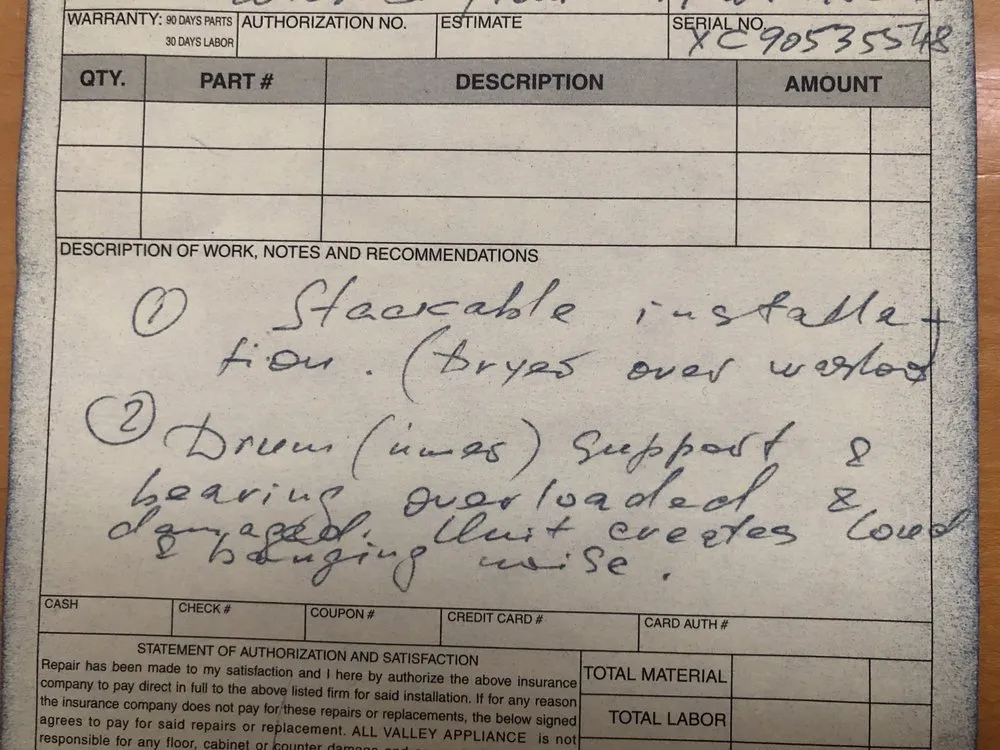 WARRANTY: 90 DAYS PARTS
30 DAYS LABOR
AUTHORIZATION NO.
ESTIMATE
SERIAL NO.
XC90535548
QTY. PART # DESCRIPTION AMOUNT
DESCRIPTION OF WORK, NOTES AND RECOMMENDATIONS
① Stackable installa-
tion. (Dryer over washer
② Drum (inner) support &
bearing overloaded &
damaged. Unit creates loud
& banging noise.
CASH
CHECK #
COUPON #
CREDIT CARD #
CARD AUTH #
STATEMENT OF AUTHORIZATION AND SATISFACTION
Repair has been made to my satisfaction and I here by authorize the above insurance
company to pay direct in full to the above listed firm for said installation. If for any reason
the insurance company does not pay for these repairs or replacements, the below signed
agrees to pay for said repairs or replacement. ALL VALLEY APPLIANCE is not
responsible for any floor, cabinet or counter
TOTAL MATERIAL
TOTAL LABOR